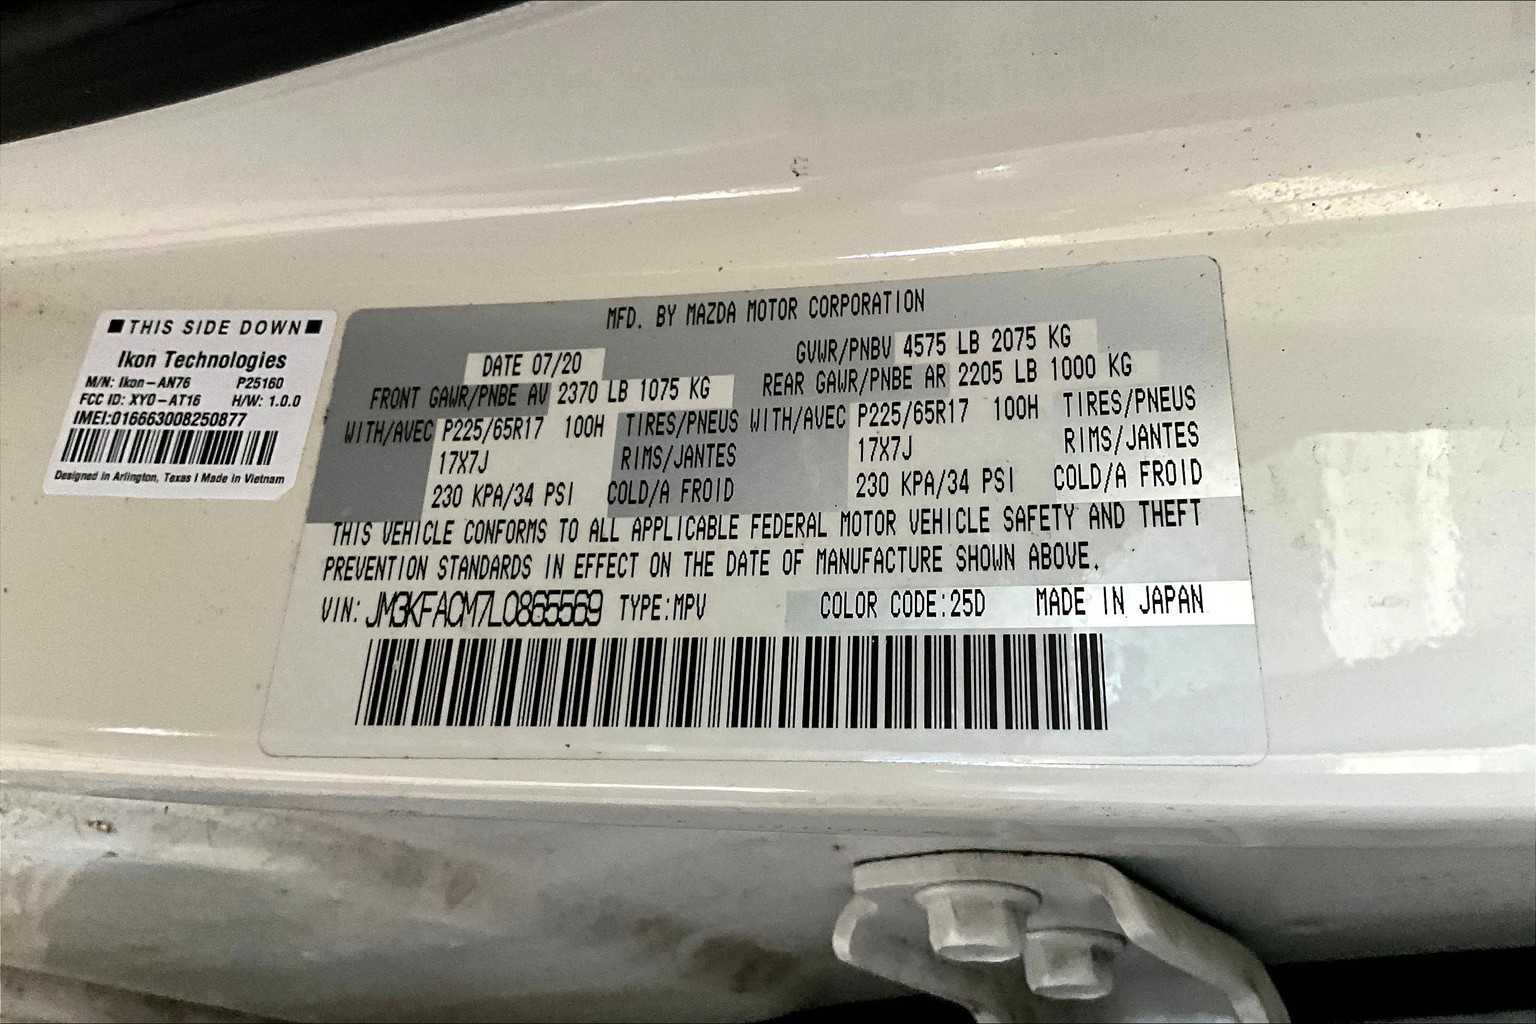 ■THIS SIDE DOWN■
Ikon Technologies
M/N: Ikon-AN76 P25160
FCC ID: XYO-AT16 H/W: 1.0.0
IMEI:016663008250877
Designed in Arlington, Texas I Made in Vietnam
MFD. BY MAZDA MOTOR CORPORATION
DATE 07/20 GVWR/PNBV 4575 LB 2075 KG
FRONT GAWR/PNBE AV 2370 LB 1075 KG REAR GAWR/PNBE AR 2205 LB 1000 KG
WITH/AVEC P225/65R17 100H TIRES/PNEUS WITH/AVEC P225/65R17 100H TIRES/PNEUS
17X7J RIMS/JANTES 17X7J RIMS/JANTES
230 KPA/34 PSI COLD/A FROID 230 KPA/34 PSI COLD/A FROID
THIS VEHICLE CONFORMS TO ALL APPLICABLE FEDERAL MOTOR VEHICLE SAFETY AND THEFT
PREVENTION STANDARDS IN EFFECT ON THE DATE OF MANUFACTURE SHOWN ABOVE.
VIN: JM3KFACM7L0865569 TYPE:MPV COLOR CODE:25D MADE IN JAPAN